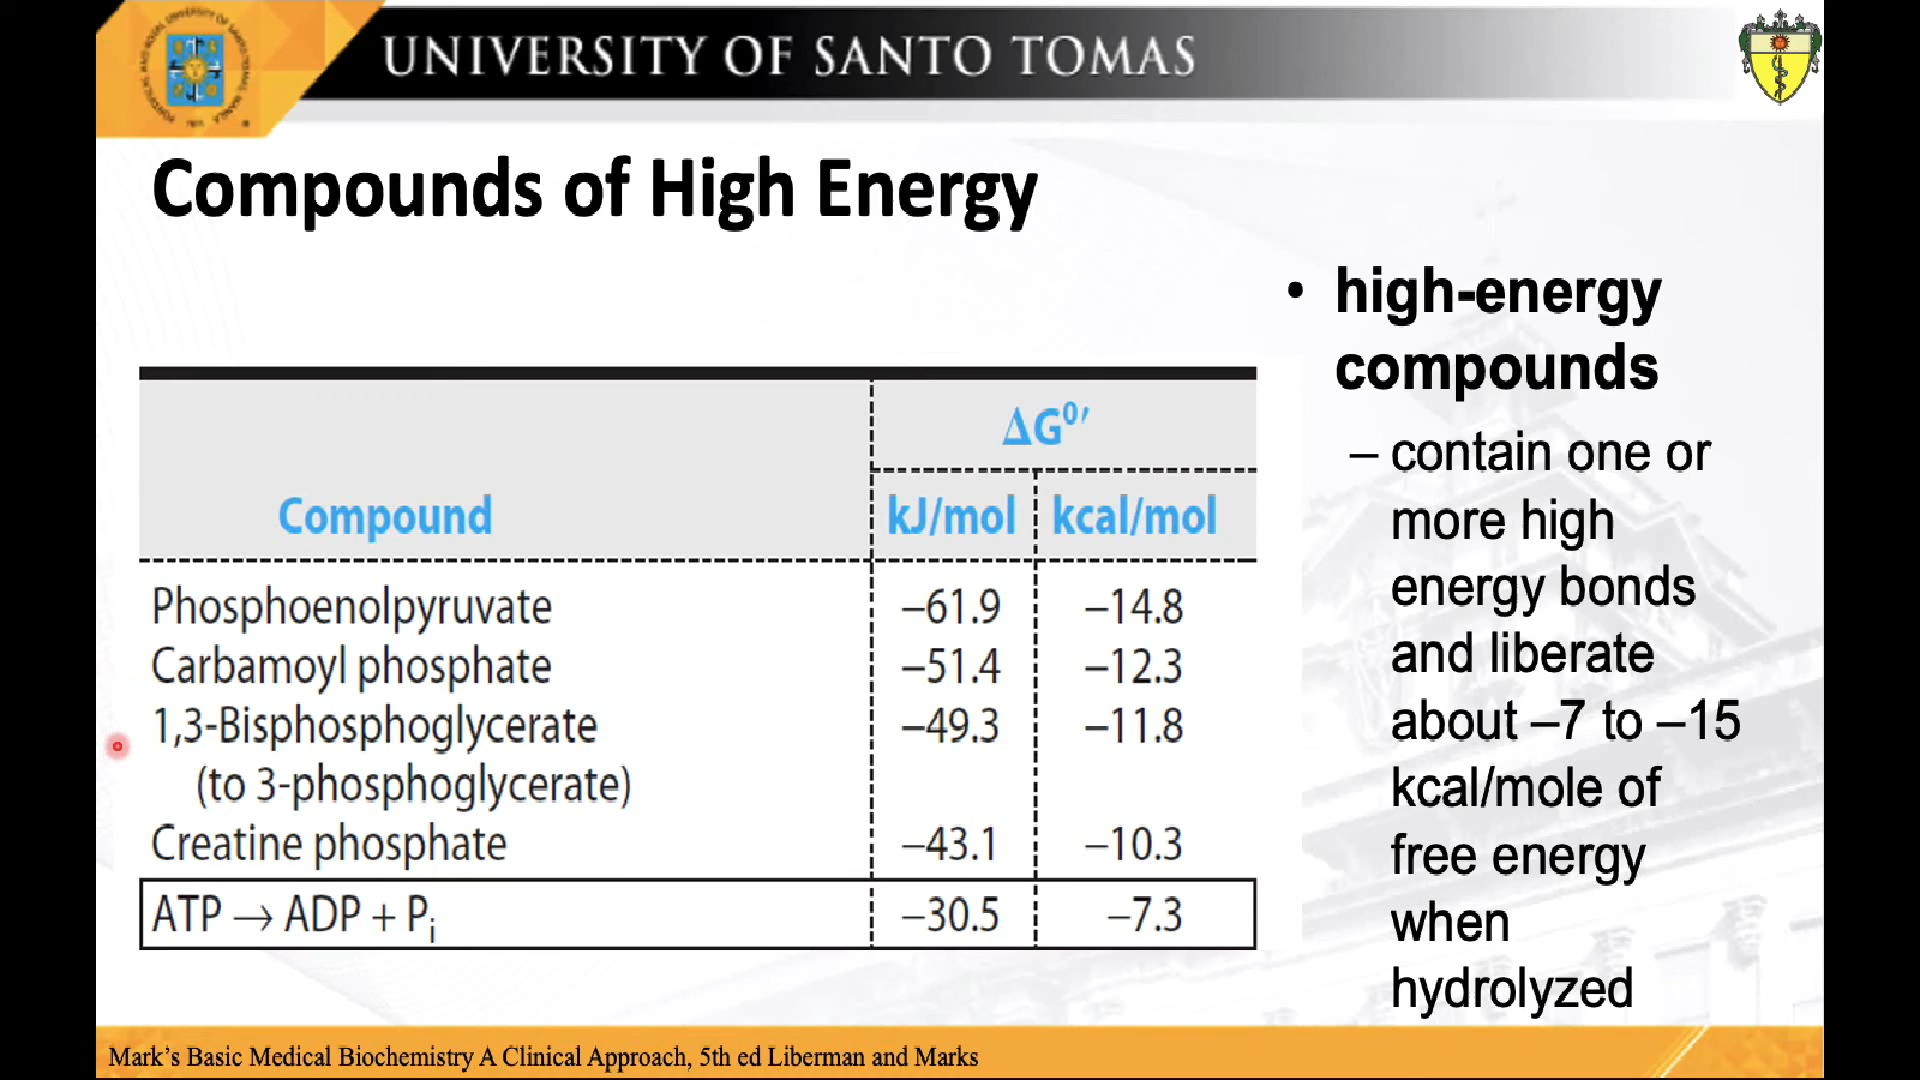 UNIVERSITY OF SANTO TOMAS
Compounds of High Energy
ΔG⁰′
Compound kJ/mol kcal/mol
Phosphoenolpyruvate –61.9 –14.8
Carbamoyl phosphate –51.4 –12.3
1,3-Bisphosphoglycerate –49.3 –11.8
(to 3-phosphoglycerate)
Creatine phosphate –43.1 –10.3
ATP → ADP + Pᵢ –30.5 –7.3
• high-energy
compounds
– contain one or
more high
energy bonds
and liberate
about –7 to –15
kcal/mole of
free energy
when
hydrolyzed
Mark's Basic Medical Biochemistry A Clinical Approach, 5th ed Liberman and Marks